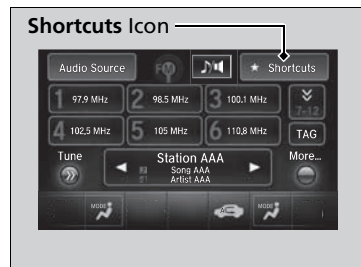 Shortcuts Icon
Audio Source FM ★ Shortcuts
1 97.9 MHz 2 98.5 MHz 3 100.1 MHz
7-12
4 102,5 MHz 5 105 MHz 6 110,8 MHz TAG
Tune Station AAA More...
Song AAA
Artist AAA
MODE A/C MODE